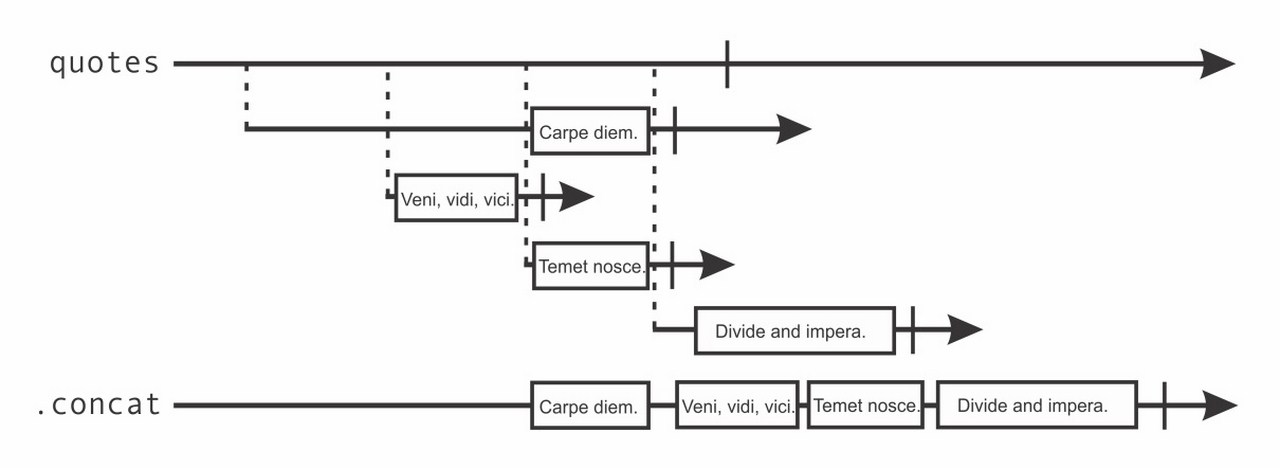 quotes
Carpe diem.
Veni, vidi, vici.
Temet nosce.
Divide and impera.
.concat
Carpe diem.
Veni, vidi, vici.
Temet nosce.
Divide and impera.